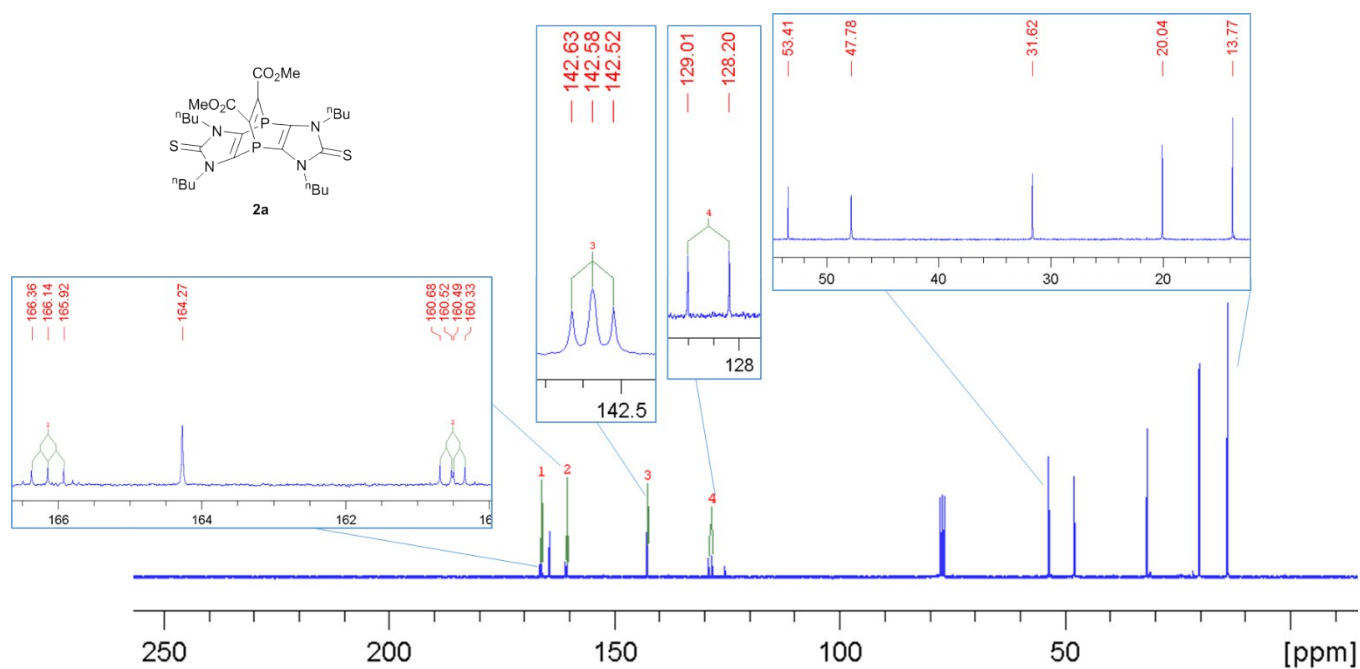 CO₂Me
MeO₂C
ⁿBu
ⁿBu
N
P
N
S
S
N
P
N
ⁿBu
ⁿBu
2a
166.36
166.14
165.92
164.27
160.68
160.52
160.49
160.33
1
2
166
164
162
16
142.63
142.58
142.52
3
142.5
129.01
128.20
4
128
53.41
47.78
31.62
20.04
13.77
50
40
30
20
1
2
3
4
250
200
150
100
50
[ppm]